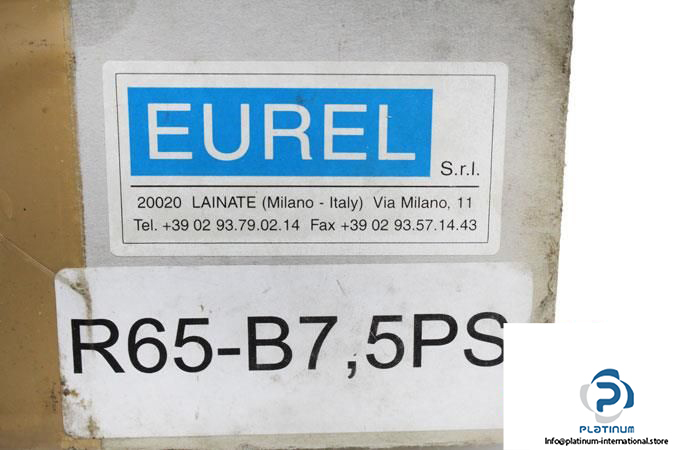 EUREL
S.r.l.
20020 LAINATE (Milano - Italy) Via Milano, 11
Tel. +39 02 93.79.02.14 Fax +39 02 93.57.14.43
R65-B7,5PS
PLATINUM
Info@platinum-international.store